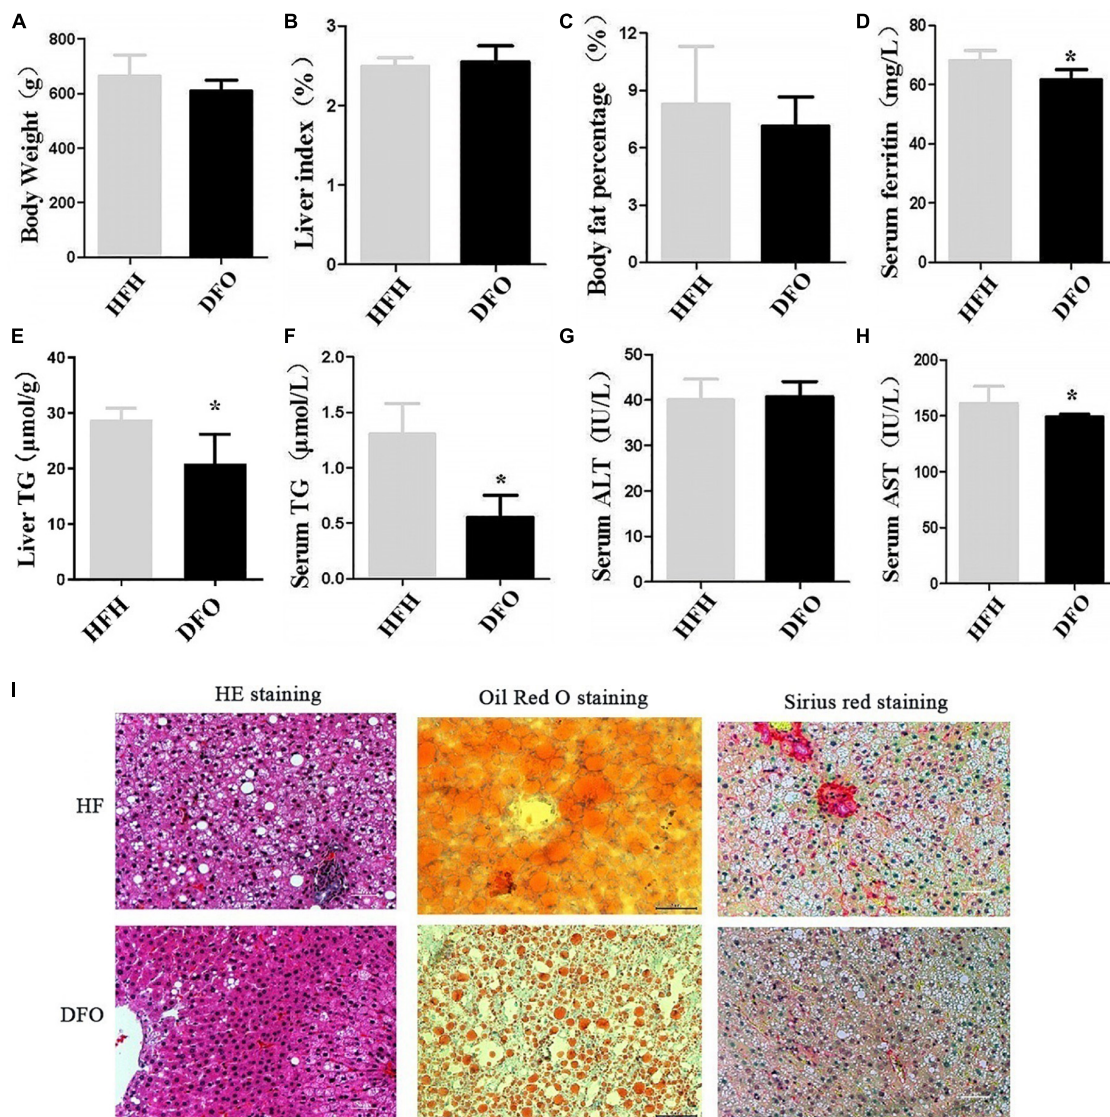 A
Body Weight（g）
800
600
400
200
0
HFH
DFO
B
Liver index（%）
3
2
1
0
HFH
DFO
C
Body fat percentage （%）
12
9
6
3
0
HFH
DFO
D
Serum ferritin（mg/L）
80
60
40
20
0
*
HFH
DFO
E
Liver TG（μmol/g）
40
30
20
10
0
*
HFH
DFO
F
Serum TG（μmol/L）
2.0
1.5
1.0
0.5
0.0
*
HFH
DFO
G
Serum ALT（IU/L）
50
40
30
20
10
0
HFH
DFO
H
Serum AST（IU/L）
200
150
100
50
0
*
HFH
DFO
I
HE staining
Oil Red O staining
Sirius red staining
HF
DFO